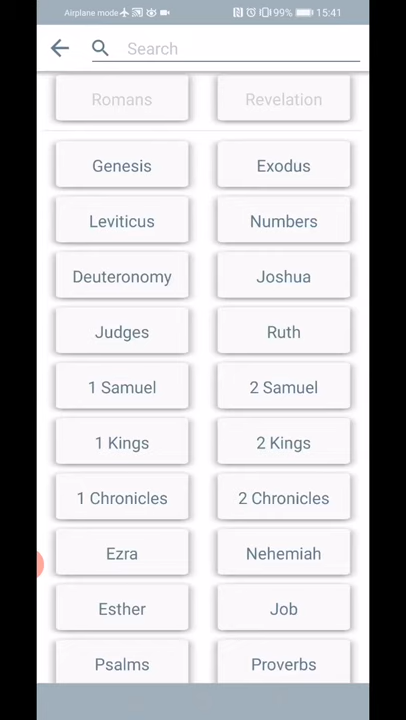 Airplane mode 99% 15:41
Search
Romans Revelation
Genesis Exodus
Leviticus Numbers
Deuteronomy Joshua
Judges Ruth
1 Samuel 2 Samuel
1 Kings 2 Kings
1 Chronicles 2 Chronicles
Ezra Nehemiah
Esther Job
Psalms Proverbs